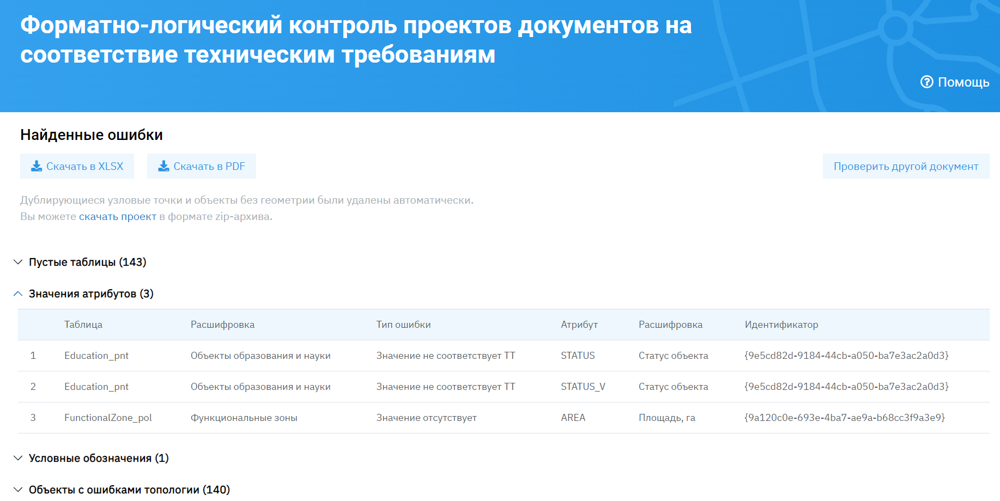 Форматно-логический контроль проектов документов на
соответствие техническим требованиям
Помощь
Найденные ошибки
Скачать в XLSX
Скачать в PDF
Проверить другой документ
Дублирующиеся узловые точки и объекты без геометрии были удалены автоматически.
Вы можете скачать проект в формате zip-архива.
Пустые таблицы (143)
Значения атрибутов (3)
Таблица Расшифровка Тип ошибки Атрибут Расшифровка Идентификатор
1 Education_pnt Объекты образования и науки Значение не соответствует ТТ STATUS Статус объекта {9e5cd82d-9184-44cb-a050-ba7e3ac2a0d3}
2 Education_pnt Объекты образования и науки Значение не соответствует ТТ STATUS_V Статус объекта {9e5cd82d-9184-44cb-a050-ba7e3ac2a0d3}
3 FunctionalZone_pol Функциональные зоны Значение отсутствует AREA Площадь, га {9a120c0e-693e-4ba7-ae9a-b68cc3f9a3e9}
Условные обозначения (1)
Объекты с ошибками топологии (140)